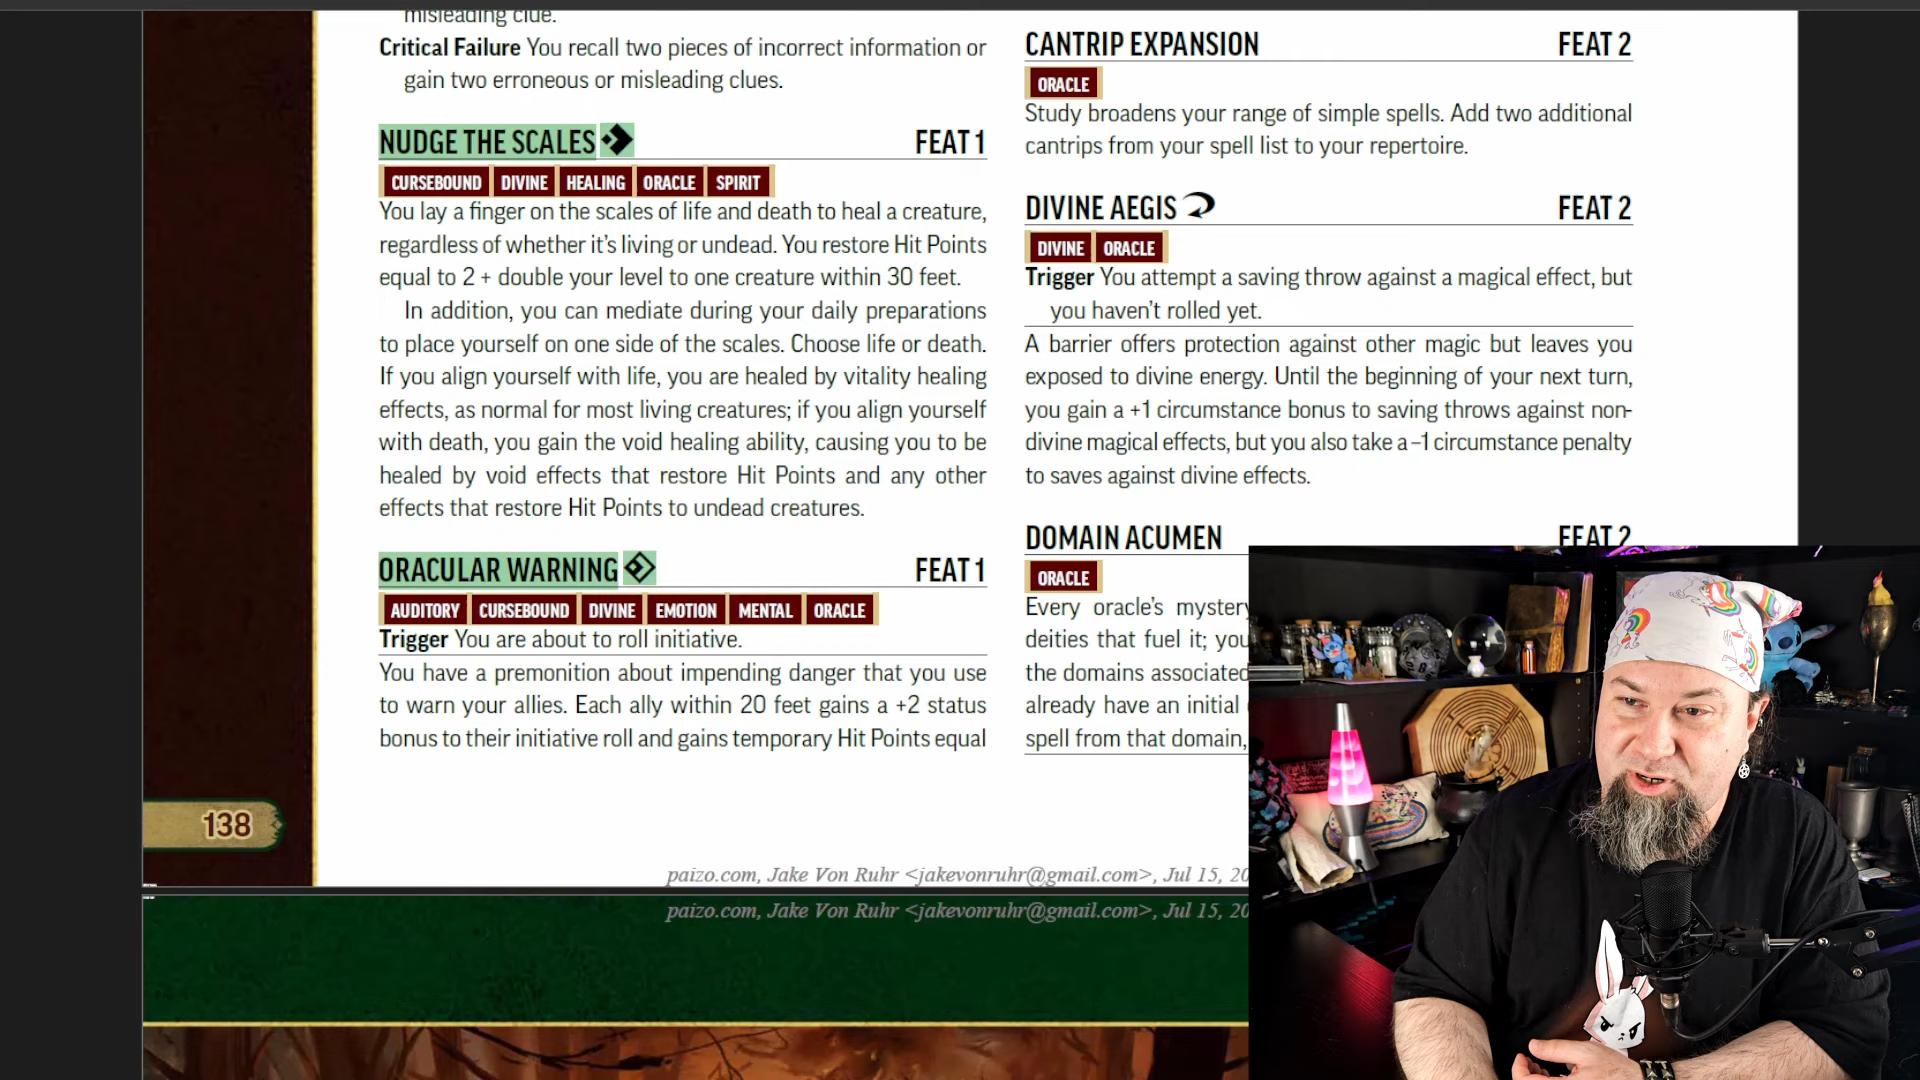 misleading clue.
Critical Failure You recall two pieces of incorrect information or
gain two erroneous or misleading clues.
NUDGE THE SCALES FEAT 1
CURSEBOUND DIVINE HEALING ORACLE SPIRIT
You lay a finger on the scales of life and death to heal a creature,
regardless of whether it's living or undead. You restore Hit Points
equal to 2 + double your level to one creature within 30 feet.
In addition, you can mediate during your daily preparations
to place yourself on one side of the scales. Choose life or death.
If you align yourself with life, you are healed by vitality healing
effects, as normal for most living creatures; if you align yourself
with death, you gain the void healing ability, causing you to be
healed by void effects that restore Hit Points and any other
effects that restore Hit Points to undead creatures.
ORACULAR WARNING FEAT 1
AUDITORY CURSEBOUND DIVINE EMOTION MENTAL ORACLE
Trigger You are about to roll initiative.
You have a premonition about impending danger that you use
to warn your allies. Each ally within 20 feet gains a +2 status
bonus to their initiative roll and gains temporary Hit Points equal
CANTRIP EXPANSION FEAT 2
ORACLE
Study broadens your range of simple spells. Add two additional
cantrips from your spell list to your repertoire.
DIVINE AEGIS FEAT 2
DIVINE ORACLE
Trigger You attempt a saving throw against a magical effect, but
you haven't rolled yet.
A barrier offers protection against other magic but leaves you
exposed to divine energy. Until the beginning of your next turn,
you gain a +1 circumstance bonus to saving throws against non-
divine magical effects, but you also take a –1 circumstance penalty
to saves against divine effects.
DOMAIN ACUMEN FEAT 2
ORACLE
Every oracle's mystery
deities that fuel it; you
the domains associated
already have an initial
spell from that domain,
138
paizo.com, Jake Von Ruhr <jakevonruhr@gmail.com>, Jul 15, 20
paizo.com, Jake Von Ruhr <jakevonruhr@gmail.com>, Jul 15, 20